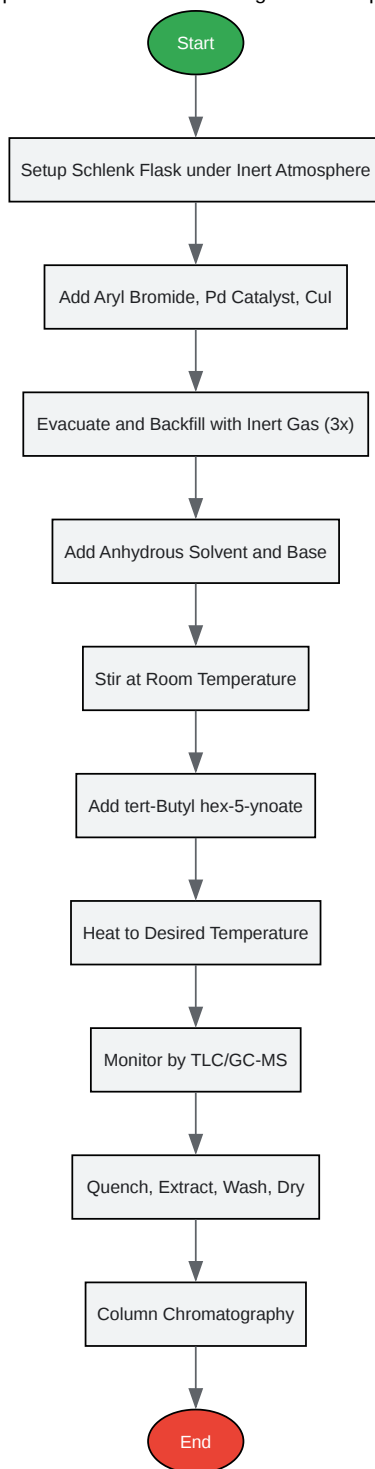 Start
Setup Schlenk Flask under Inert Atmosphere
Add Aryl Bromide, Pd Catalyst, CuI
Evacuate and Backfill with Inert Gas (3x)
Add Anhydrous Solvent and Base
Stir at Room Temperature
Add tert-Butyl hex-5-ynoate
Heat to Desired Temperature
Monitor by TLC/GC-MS
Quench, Extract, Wash, Dry
Column Chromatography
End